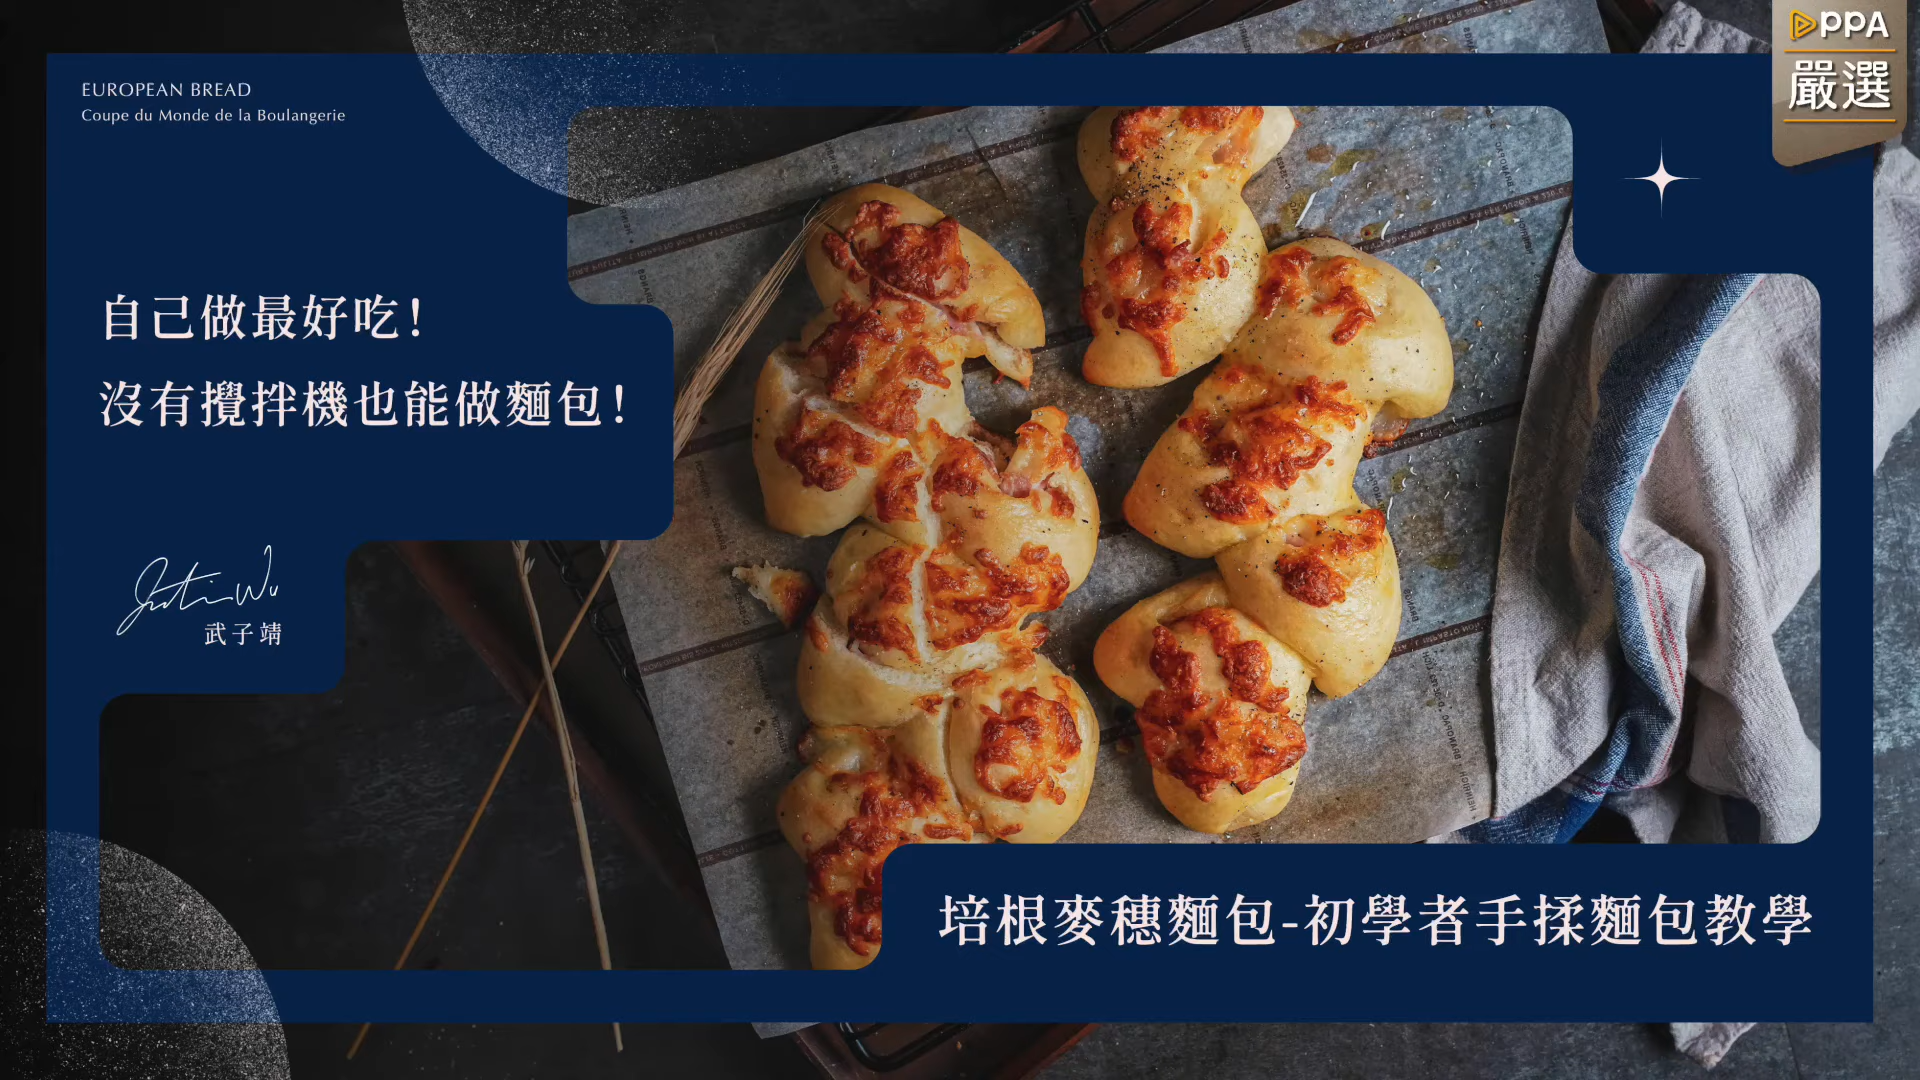 EUROPEAN BREAD
Coupe du Monde de la Boulangerie
PPA
嚴選
自己做最好吃！
沒有攪拌機也能做麵包！
Justin Wu
武子靖
培根麥穗麵包-初學者手揉麵包教學